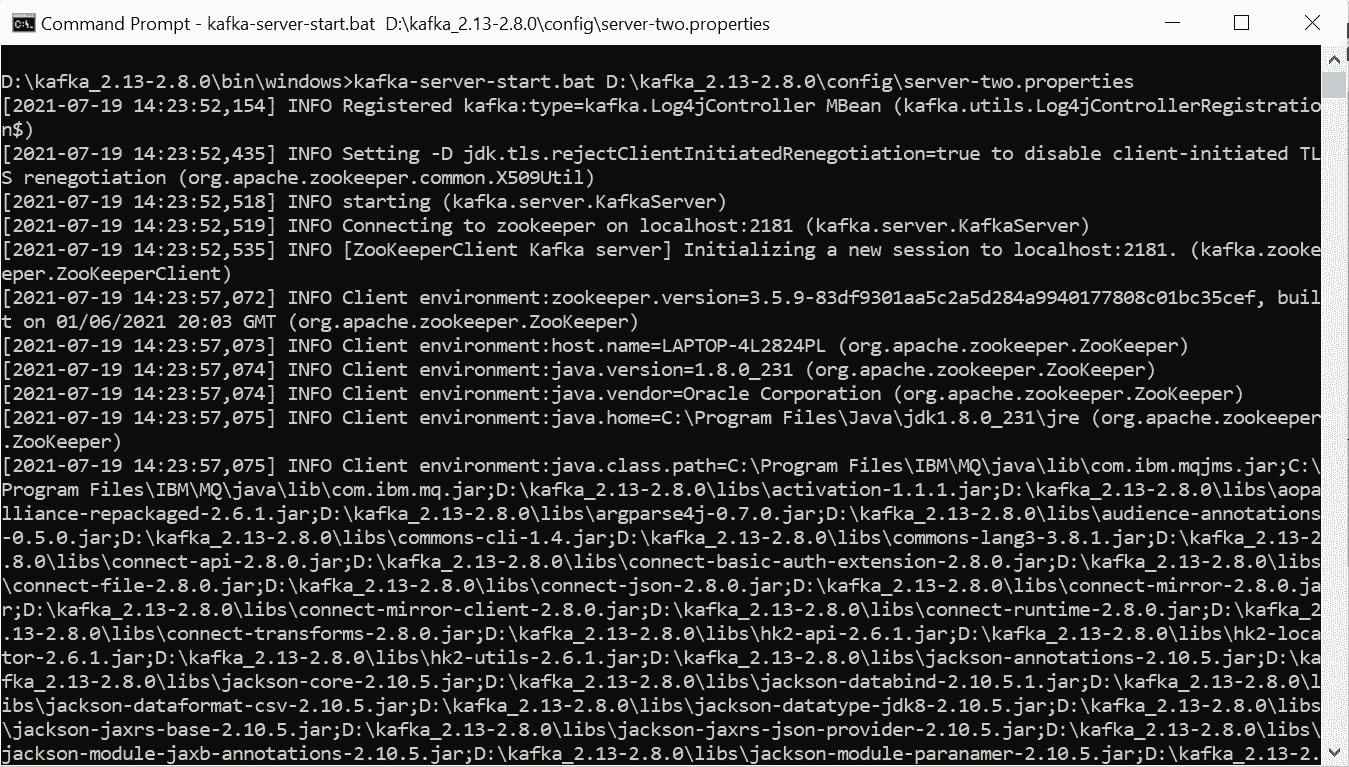 Command Prompt - kafka-server-start.bat D:\kafka_2.13-2.8.0\config\server-two.properties
D:\kafka_2.13-2.8.0\bin\windows>kafka-server-start.bat D:\kafka_2.13-2.8.0\config\server-two.properties
[2021-07-19 14:23:52,154] INFO Registered kafka:type=kafka.Log4jController MBean (kafka.utils.Log4jControllerRegistratio
n$)
[2021-07-19 14:23:52,435] INFO Setting -D jdk.tls.rejectClientInitiatedRenegotiation=true to disable client-initiated TL
S renegotiation (org.apache.zookeeper.common.X509Util)
[2021-07-19 14:23:52,518] INFO starting (kafka.server.KafkaServer)
[2021-07-19 14:23:52,519] INFO Connecting to zookeeper on localhost:2181 (kafka.server.KafkaServer)
[2021-07-19 14:23:52,535] INFO [ZooKeeperClient Kafka server] Initializing a new session to localhost:2181. (kafka.zooke
eper.ZooKeeperClient)
[2021-07-19 14:23:57,072] INFO Client environment:zookeeper.version=3.5.9-83df9301aa5c2a5d284a9940177808c01bc35cef, buil
t on 01/06/2021 20:03 GMT (org.apache.zookeeper.ZooKeeper)
[2021-07-19 14:23:57,073] INFO Client environment:host.name=LAPTOP-4L2824PL (org.apache.zookeeper.ZooKeeper)
[2021-07-19 14:23:57,074] INFO Client environment:java.version=1.8.0_231 (org.apache.zookeeper.ZooKeeper)
[2021-07-19 14:23:57,074] INFO Client environment:java.vendor=Oracle Corporation (org.apache.zookeeper.ZooKeeper)
[2021-07-19 14:23:57,075] INFO Client environment:java.home=C:\Program Files\Java\jdk1.8.0_231\jre (org.apache.zookeeper
.ZooKeeper)
[2021-07-19 14:23:57,075] INFO Client environment:java.class.path=C:\Program Files\IBM\MQ\java\lib\com.ibm.mqjms.jar;C:\
Program Files\IBM\MQ\java\lib\com.ibm.mq.jar;D:\kafka_2.13-2.8.0\libs\activation-1.1.1.jar;D:\kafka_2.13-2.8.0\libs\aopa
lliance-repackaged-2.6.1.jar;D:\kafka_2.13-2.8.0\libs\argparse4j-0.7.0.jar;D:\kafka_2.13-2.8.0\libs\audience-annotations
-0.5.0.jar;D:\kafka_2.13-2.8.0\libs\commons-cli-1.4.jar;D:\kafka_2.13-2.8.0\libs\commons-lang3-3.8.1.jar;D:\kafka_2.13-2
.8.0\libs\connect-api-2.8.0.jar;D:\kafka_2.13-2.8.0\libs\connect-basic-auth-extension-2.8.0.jar;D:\kafka_2.13-2.8.0\libs
\connect-file-2.8.0.jar;D:\kafka_2.13-2.8.0\libs\connect-json-2.8.0.jar;D:\kafka_2.13-2.8.0\libs\connect-mirror-2.8.0.ja
r;D:\kafka_2.13-2.8.0\libs\connect-mirror-client-2.8.0.jar;D:\kafka_2.13-2.8.0\libs\connect-runtime-2.8.0.jar;D:\kafka_2
.13-2.8.0\libs\connect-transforms-2.8.0.jar;D:\kafka_2.13-2.8.0\libs\hk2-api-2.6.1.jar;D:\kafka_2.13-2.8.0\libs\hk2-loca
tor-2.6.1.jar;D:\kafka_2.13-2.8.0\libs\hk2-utils-2.6.1.jar;D:\kafka_2.13-2.8.0\libs\jackson-annotations-2.10.5.jar;D:\ka
fka_2.13-2.8.0\libs\jackson-core-2.10.5.jar;D:\kafka_2.13-2.8.0\libs\jackson-databind-2.10.5.1.jar;D:\kafka_2.13-2.8.0\l
ibs\jackson-dataformat-csv-2.10.5.jar;D:\kafka_2.13-2.8.0\libs\jackson-datatype-jdk8-2.10.5.jar;D:\kafka_2.13-2.8.0\libs
\jackson-jaxrs-base-2.10.5.jar;D:\kafka_2.13-2.8.0\libs\jackson-jaxrs-json-provider-2.10.5.jar;D:\kafka_2.13-2.8.0\libs\
jackson-module-jaxb-annotations-2.10.5.jar;D:\kafka_2.13-2.8.0\libs\jackson-module-paranamer-2.10.5.jar;D:\kafka_2.13-2.